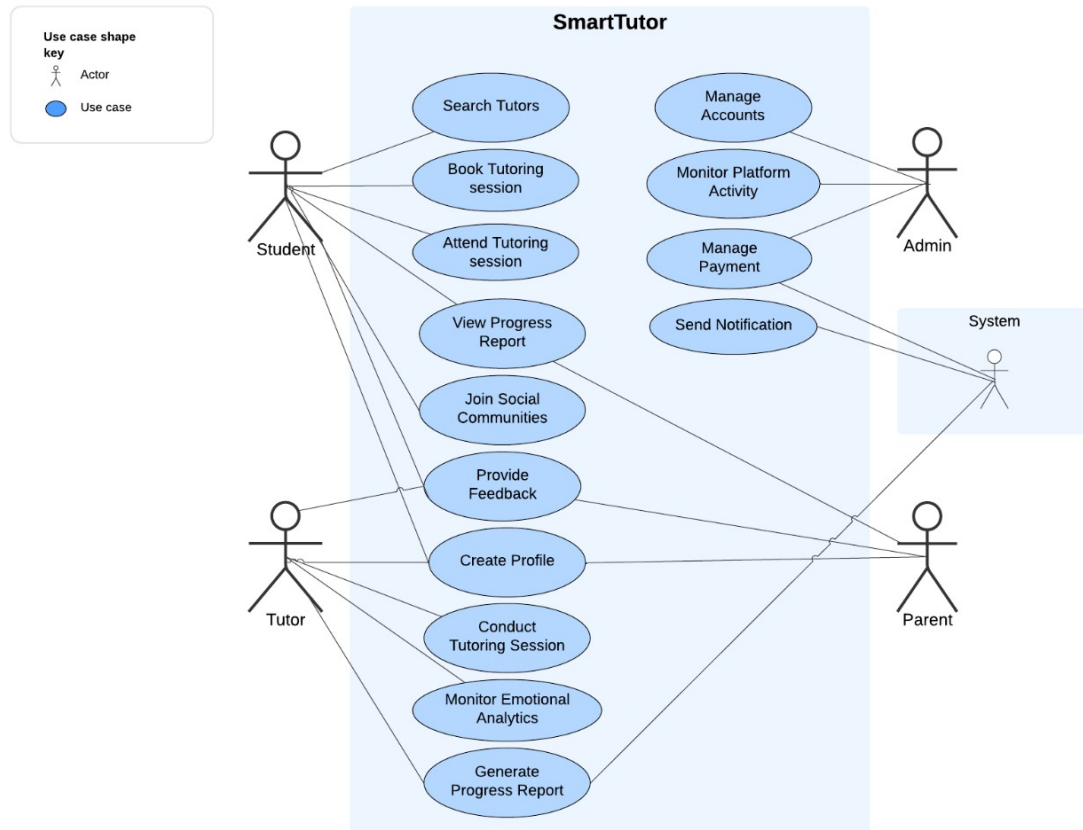 Use case shape
key
Actor
Use case
SmartTutor
Search Tutors
Book Tutoring
session
Attend Tutoring
session
View Progress
Report
Join Social
Communities
Provide
Feedback
Create Profile
Conduct
Tutoring Session
Monitor Emotional
Analytics
Generate
Progress Report
Manage
Accounts
Monitor Platform
Activity
Manage
Payment
Send Notification
Student
Tutor
Admin
System
Parent